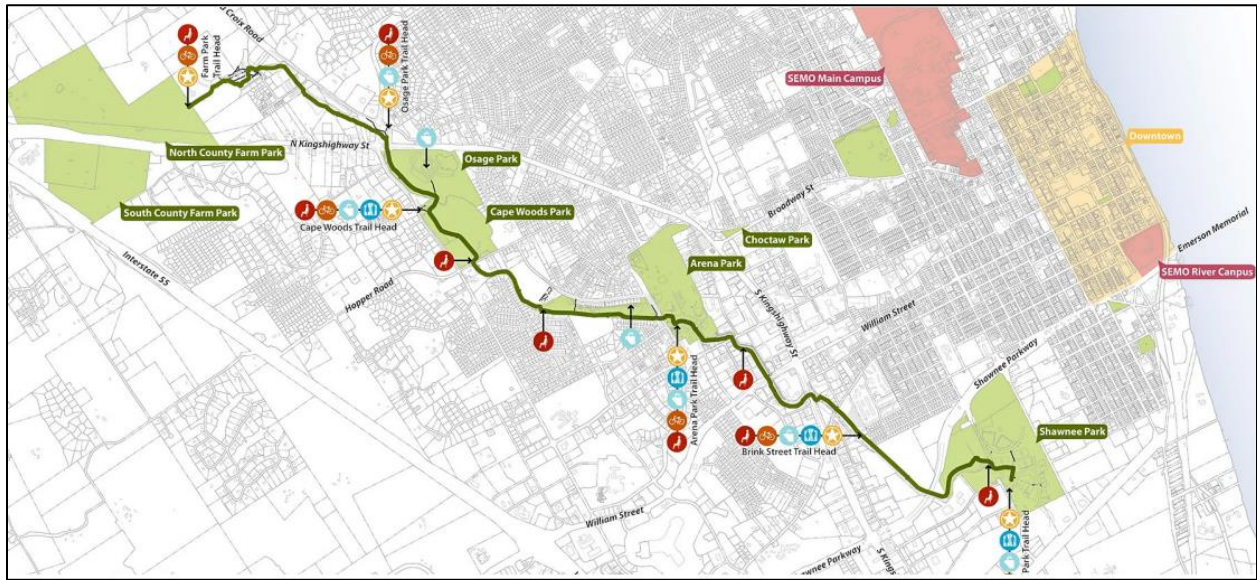 Croix Road
Farm Park
Trail Head
Osage Park Trail Head
SEMO Main Campus
Downtown
N Kingshighway St
North County Farm Park
Osage Park
South County Farm Park
Cape Woods Park
Cape Woods Trail Head
Broadway St
Choctaw Park
Emerson Memorial
Arena Park
SEMO River Canpus
Interstate 55
Hopper Road
S Kingshighway St
William Street
Shawnee Parkway
Arena Park Trail Head
Brink Street Trail Head
Shawnee Park
William Street
Shawnee Parkway
S Kings
Park Trail Head